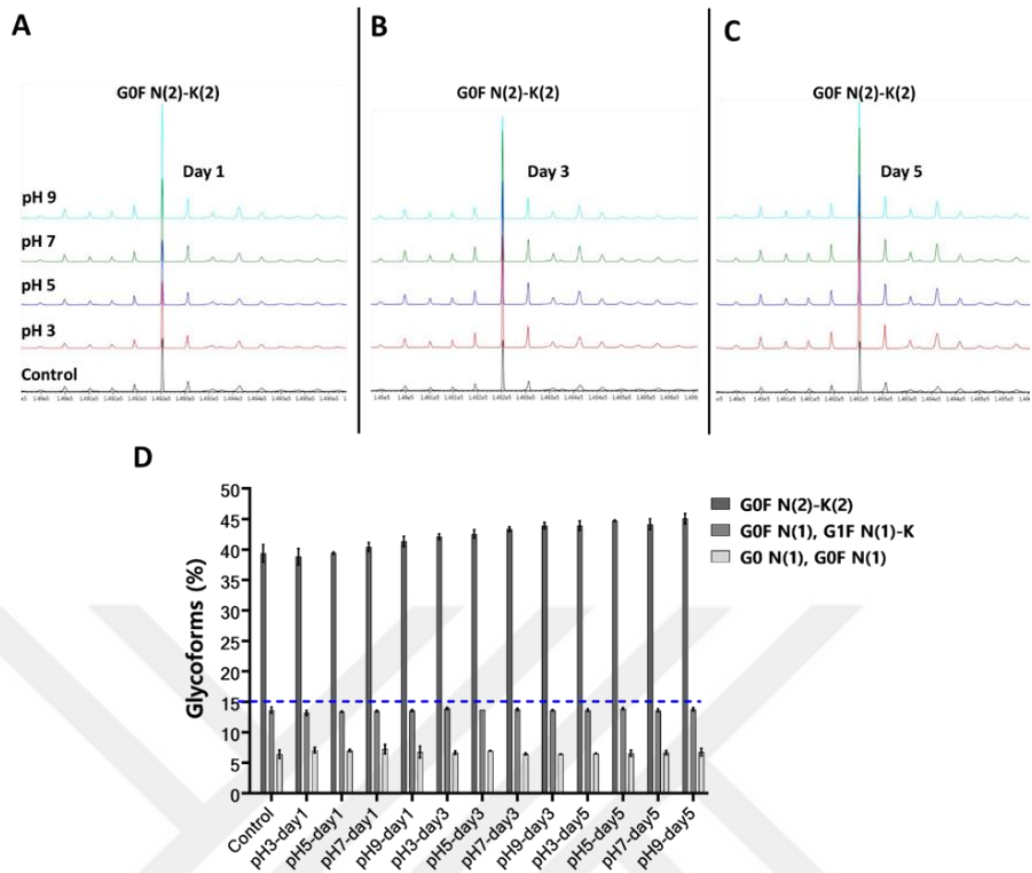 A
B
C
G0F N(2)-K(2)
G0F N(2)-K(2)
G0F N(2)-K(2)
Day 1
Day 3
Day 5
pH 9
pH 7
pH 5
pH 3
Control
D
50
45
40
35
30
25
20
15
10
5
0
Glycoforms (%)
G0F N(2)-K(2)
G0F N(1), G1F N(1)-K
G0 N(1), G0F N(1)
Control
pH3-day1
pH5-day1
pH7-day1
pH9-day1
pH3-day3
pH5-day3
pH7-day3
pH9-day3
pH3-day5
pH5-day5
pH7-day5
pH9-day5